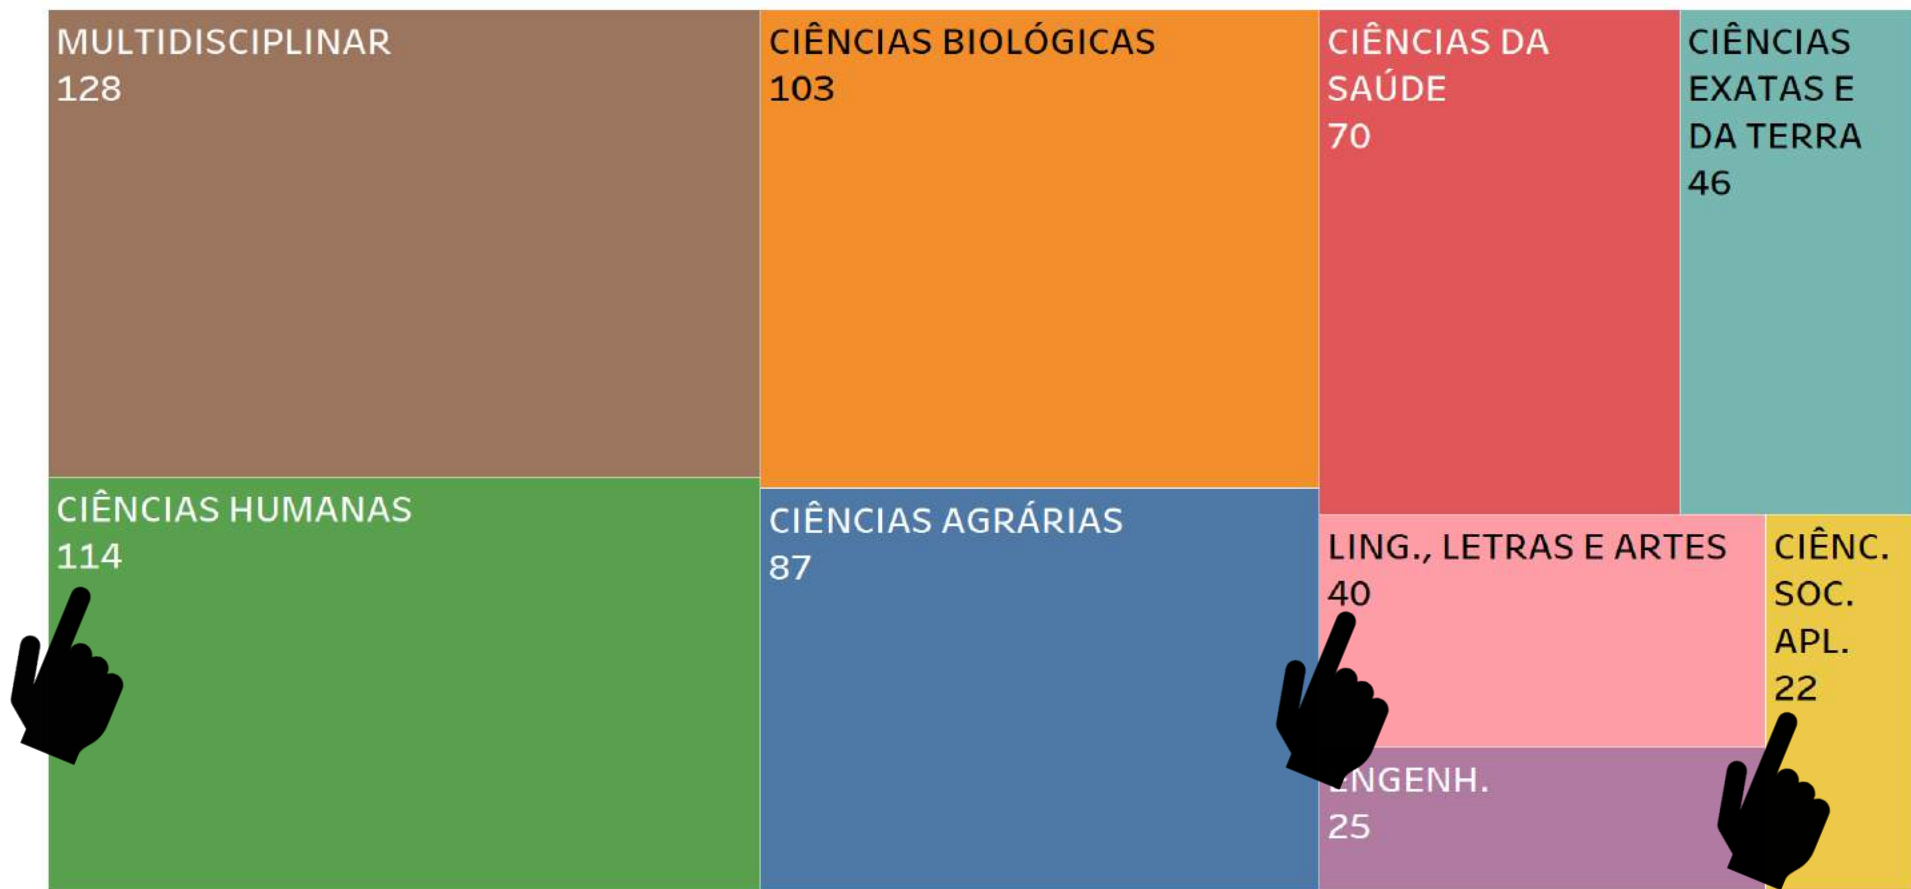 MULTIDISCIPLINAR
128
CIÊNCIAS BIOLÓGICAS
103
CIÊNCIAS DA
SAÚDE
70
CIÊNCIAS
EXATAS E
DA TERRA
46
CIÊNCIAS HUMANAS
114
CIÊNCIAS AGRÁRIAS
87
LING., LETRAS E ARTES
40
CIÊNC.
SOC.
APL.
22
ENGENH.
25